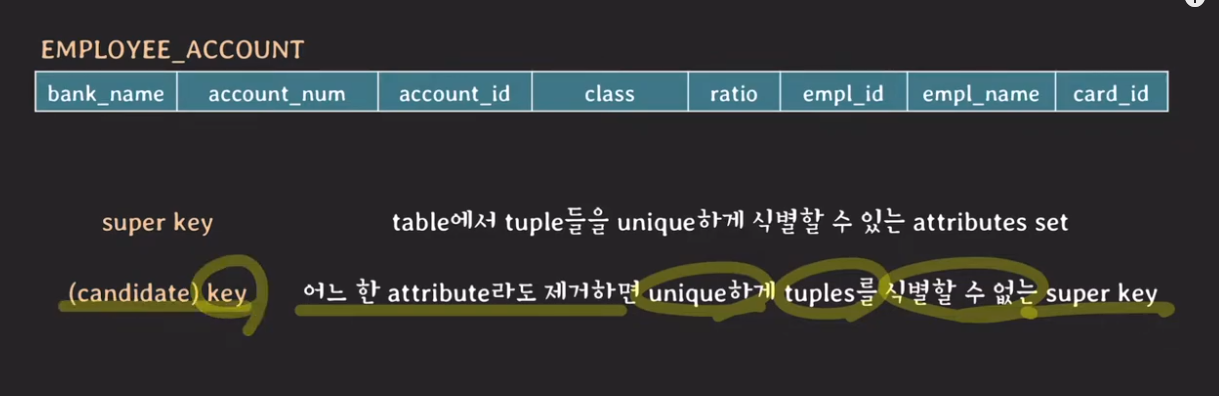 EMPLOYEE_ACCOUNT
bank_name account_num account_id class ratio empl_id empl_name card_id
super key table에서 tuple들을 unique하게 식별할 수 있는 attributes set
(candidate) key 어느 한 attribute라도 제거하면 unique하게 tuples를 식별할 수 없는 super key